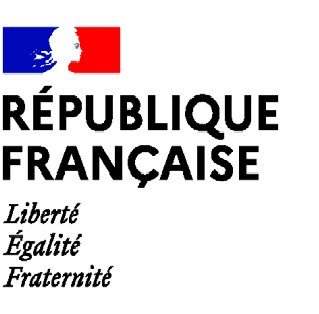 RÉPUBLIQUE
FRANÇAISE
Liberté
Égalité
Fraternité